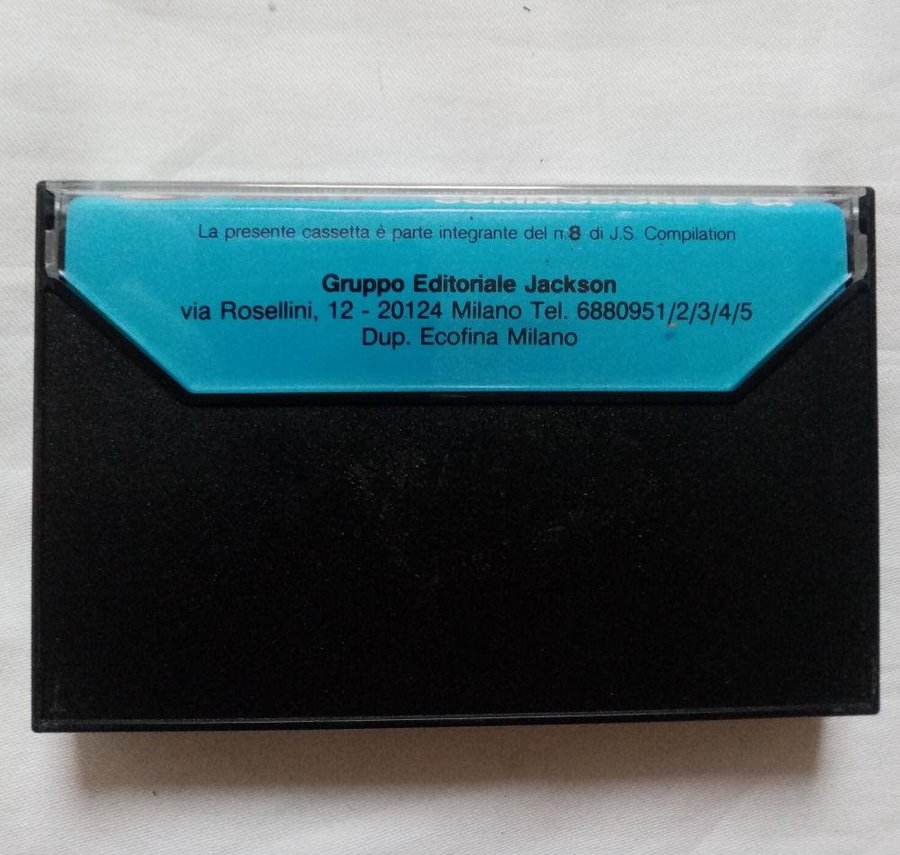 La presente cassetta è parte integrante del n.8 di J.S. Compilation
Gruppo Editoriale Jackson
via Rosellini, 12 - 20124 Milano Tel. 6880951/2/3/4/5
Dup. Ecofina Milano